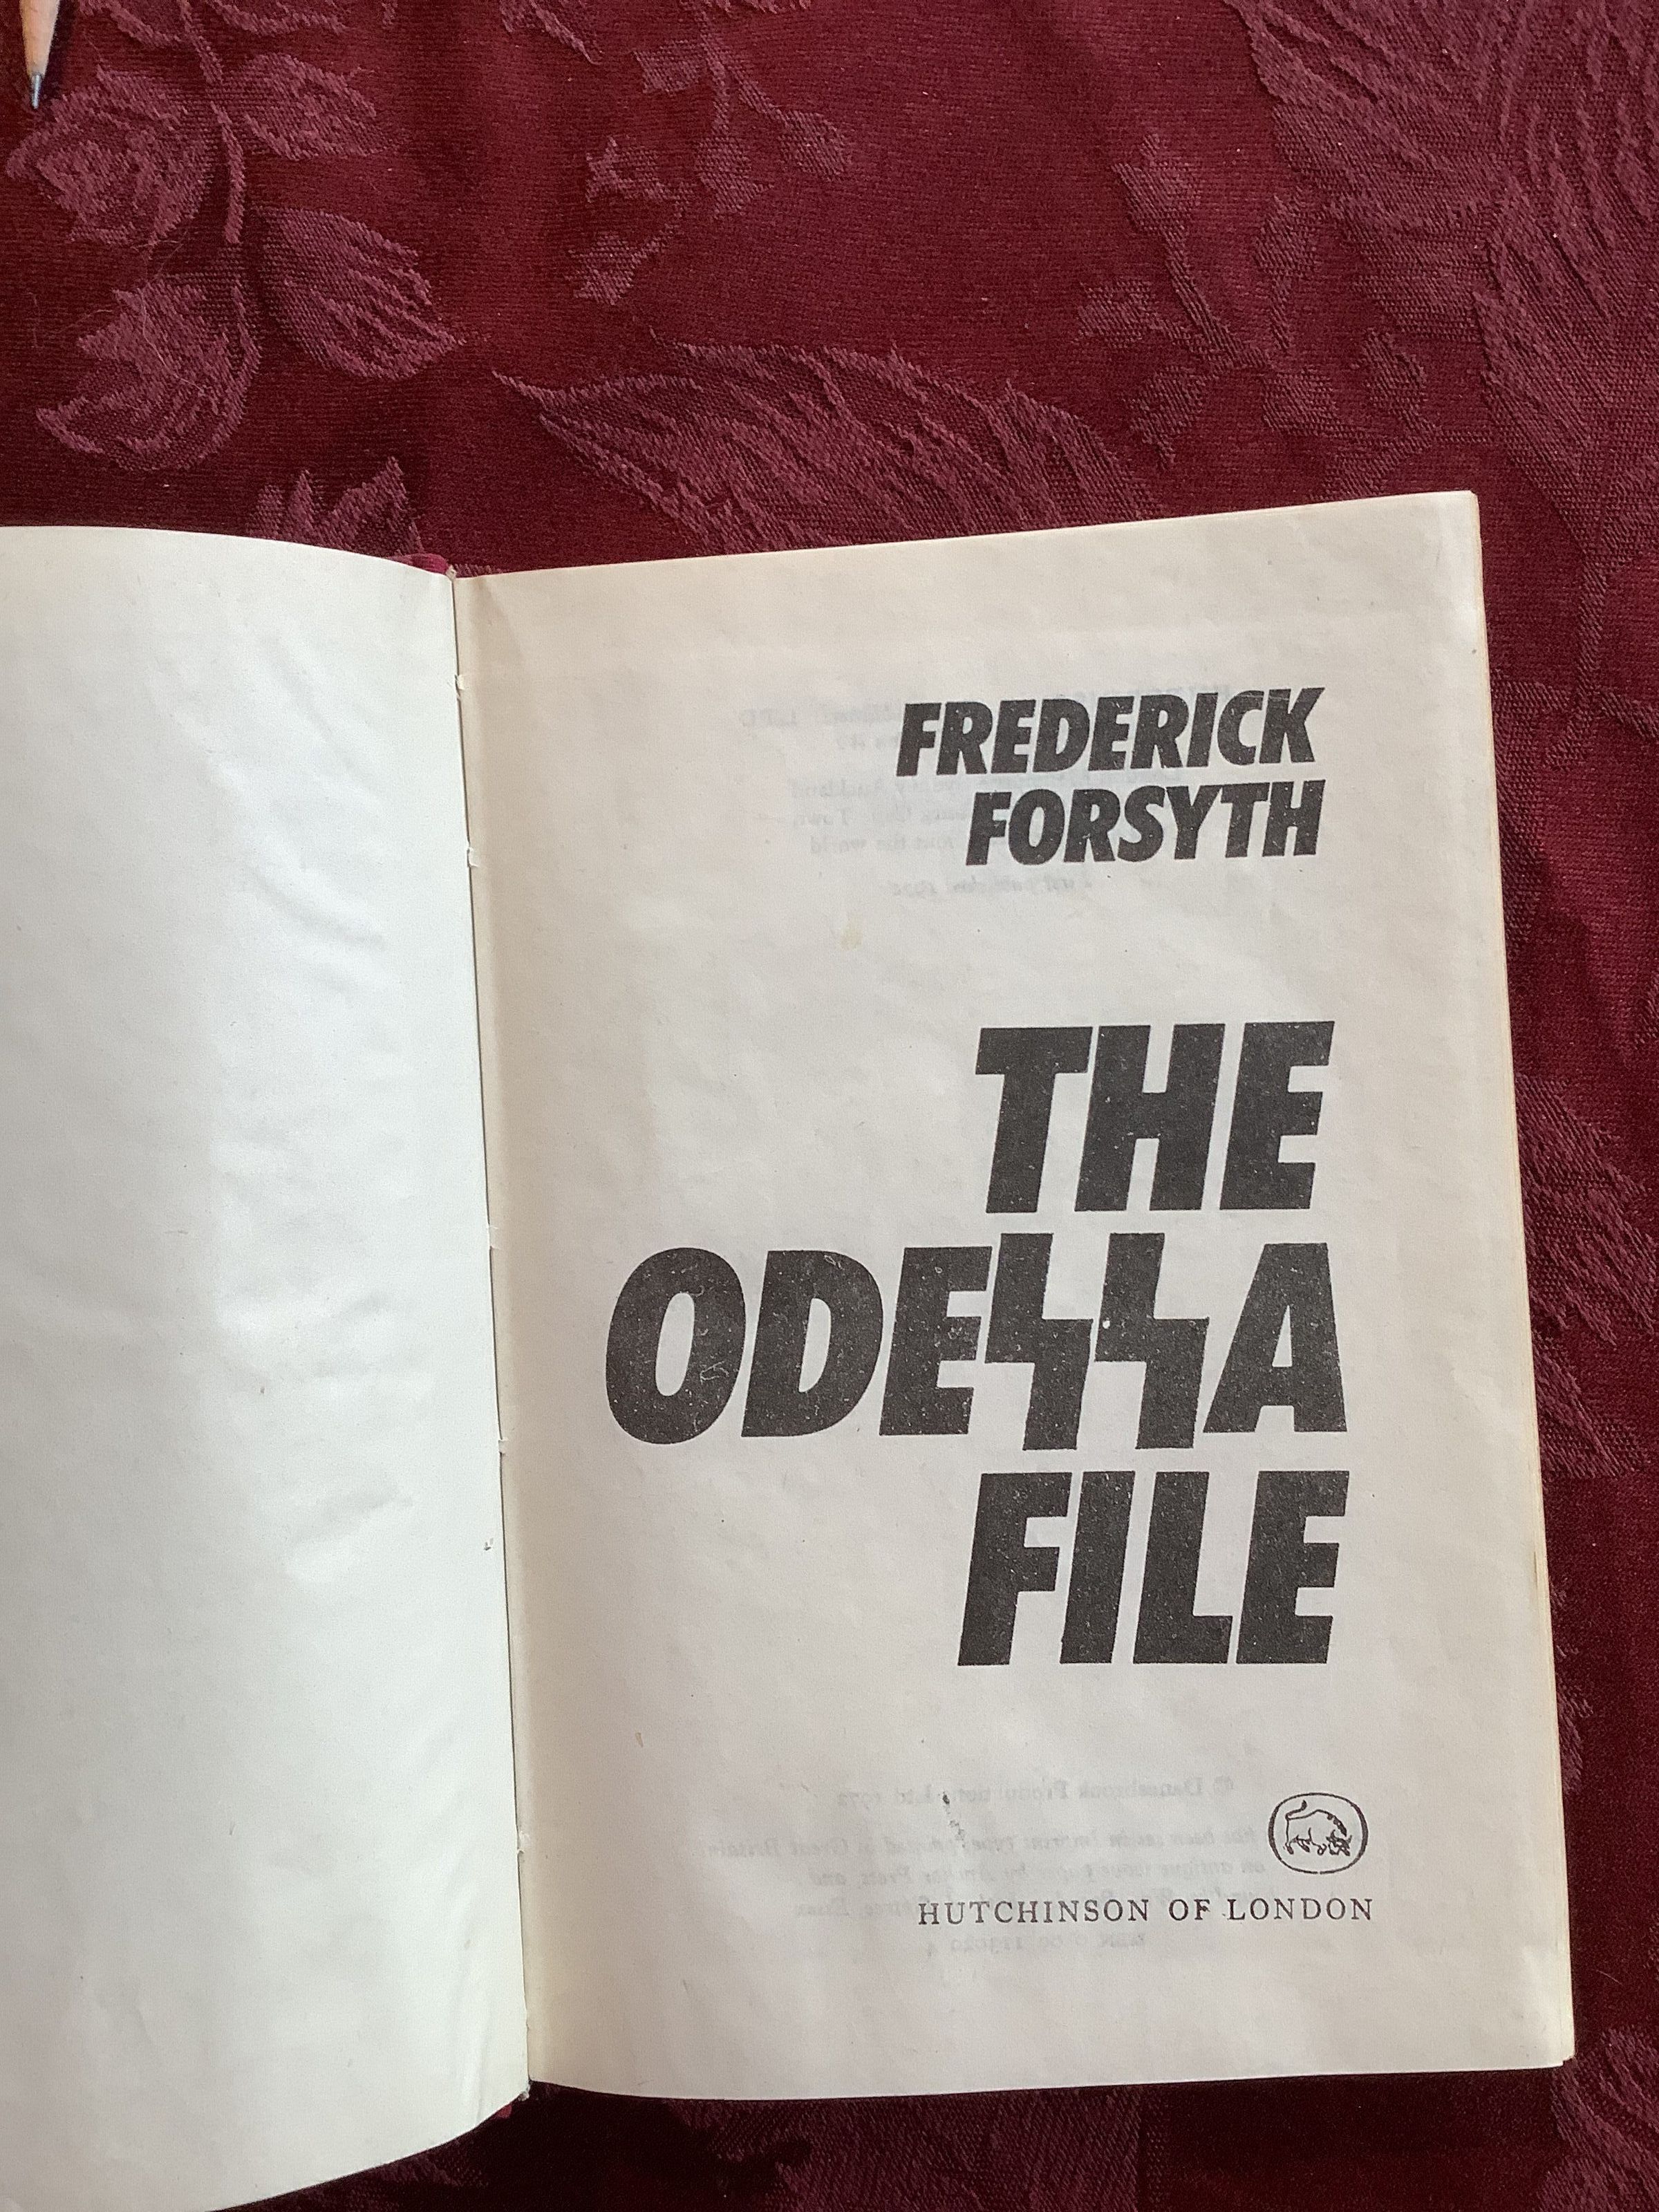 FREDERICK
FORSYTH
THE
ODESSA
FILE
HUTCHINSON OF LONDON